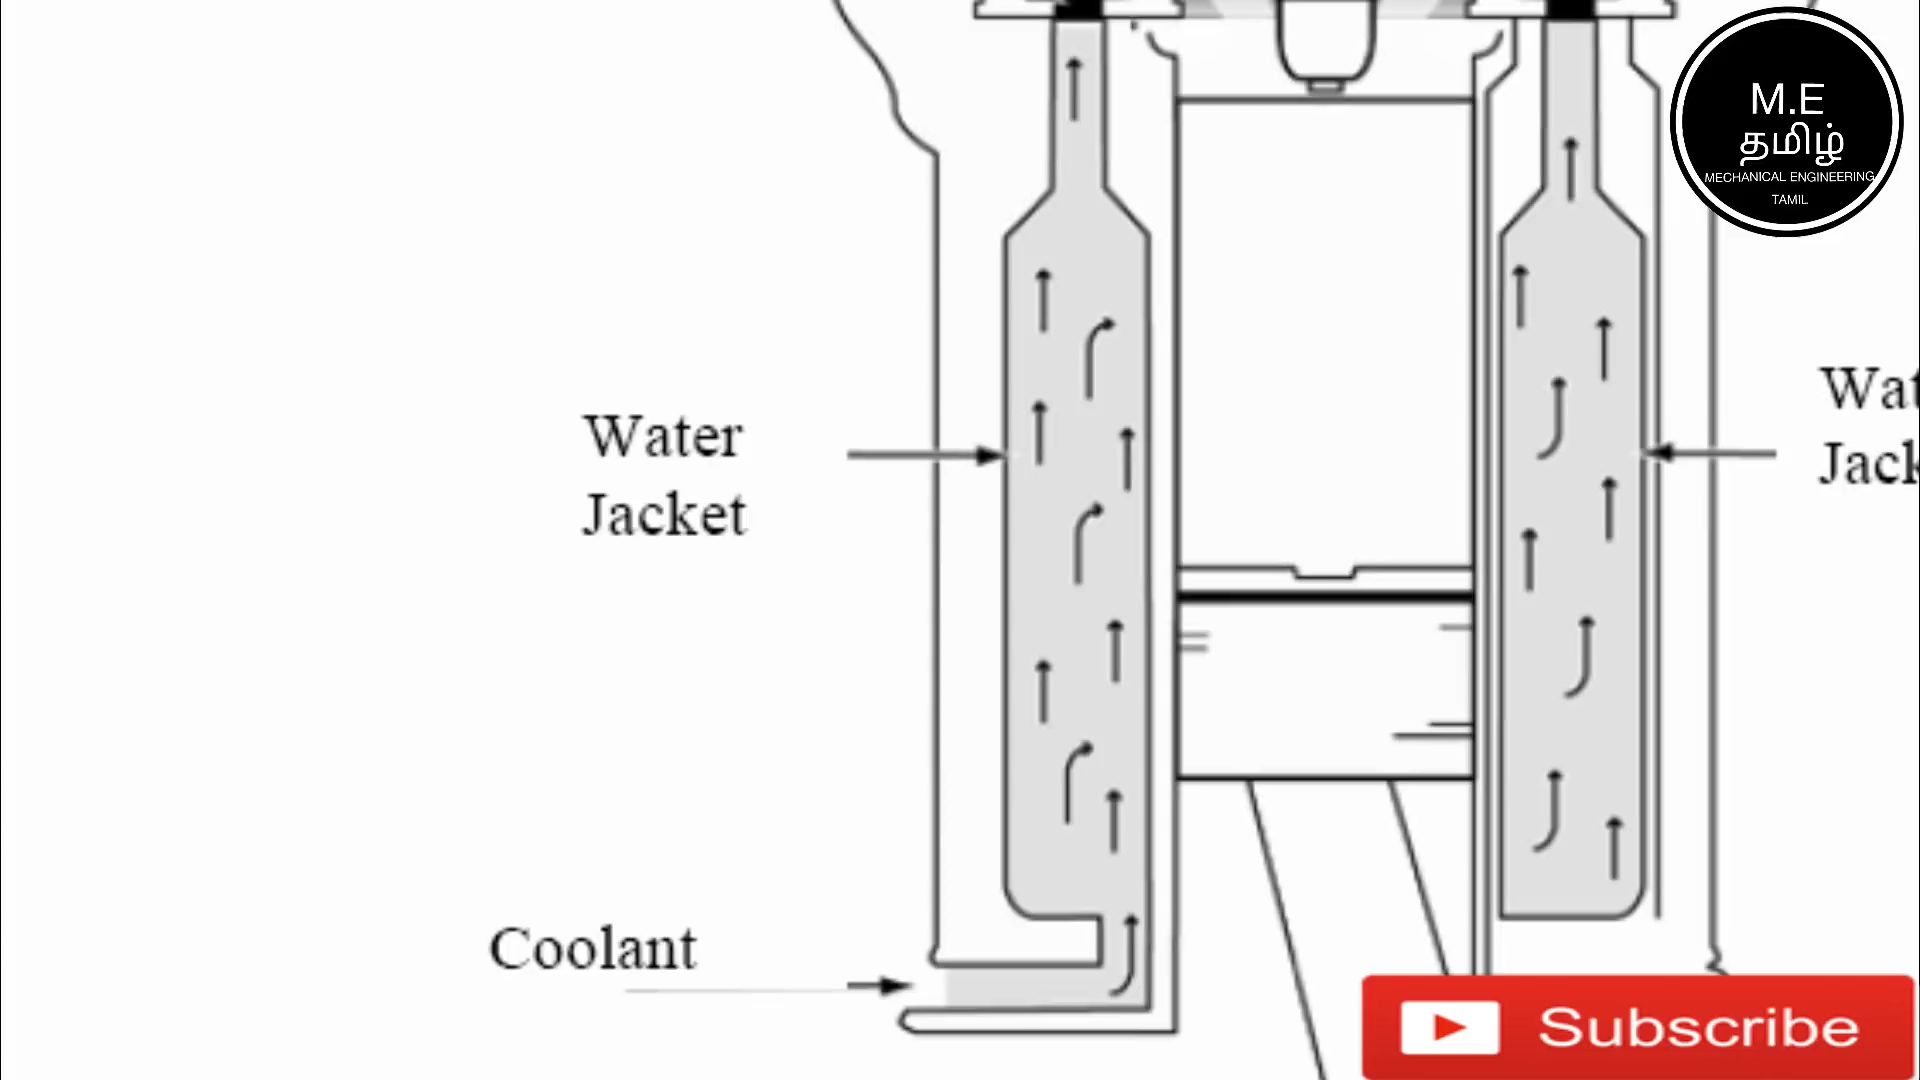 M.E
தமிழ்
MECHANICAL ENGINEERING
TAMIL
Water
Jacket
Coolant
Subscribe